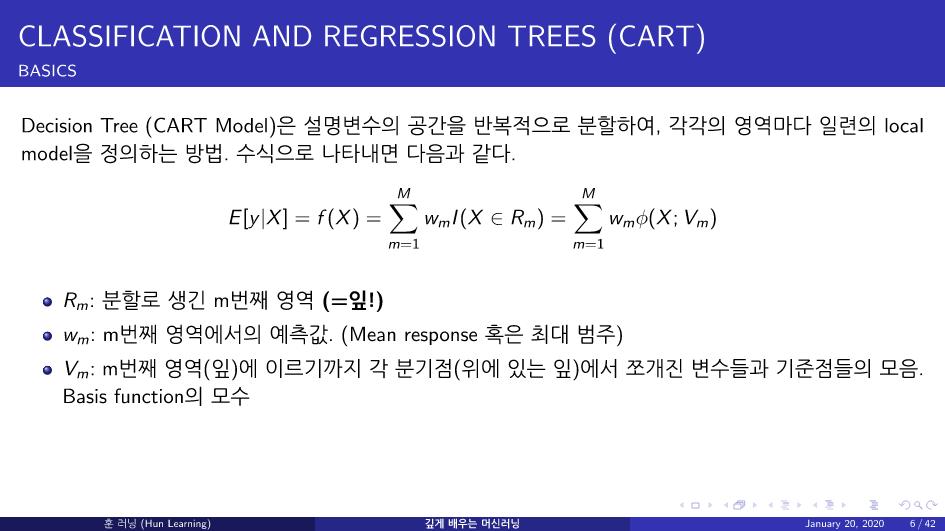 CLASSIFICATION AND REGRESSION TREES (CART)
BASICS
Decision Tree (CART Model)은 설명변수의 공간을 반복적으로 분할하여, 각각의 영역마다 일련의 local
model을 정의하는 방법. 수식으로 나타내면 다음과 같다.
E[y|X] = f(X) = ∑_{m=1}^{M} w_m I(X ∈ R_m) = ∑_{m=1}^{M} w_m ϕ(X; V_m)
R_m: 분할로 생긴 m번째 영역 (=잎!)
w_m: m번째 영역에서의 예측값. (Mean response 혹은 최대 범주)
V_m: m번째 영역(잎)에 이르기까지 각 분기점(위에 있는 잎)에서 쪼개진 변수들과 기준점들의 모음.
Basis function의 모수
훈 러닝 (Hun Learning) 깊게 배우는 머신러닝 January 20, 2020 6 / 42